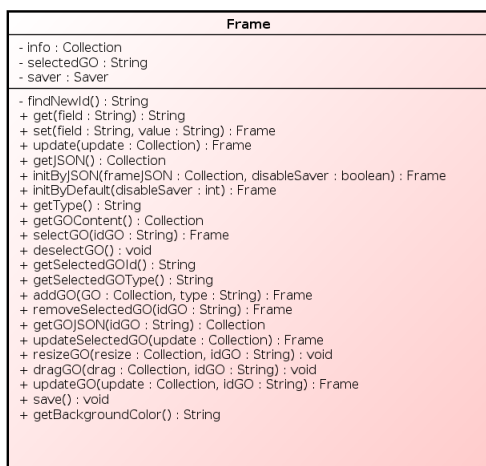 Frame
- info : Collection
- selectedGO : String
- saver : Saver
- findNewId() : String
+ get(field : String) : String
+ set(field : String, value : String) : Frame
+ update(update : Collection) : Frame
+ getJSON() : Collection
+ initByJSON(frameJSON : Collection, disableSaver : boolean) : Frame
+ initByDefault(disableSaver : int) : Frame
+ getType() : String
+ getGOContent() : Collection
+ selectGO(idGO : String) : Frame
+ deselectGO() : void
+ getSelectedGOId() : String
+ getSelectedGOType() : String
+ addGO(GO : Collection, type : String) : Frame
+ removeSelectedGO(idGO : String) : Frame
+ getGOJSON(idGO : String) : Collection
+ updateSelectedGO(update : Collection) : Frame
+ resizeGO(resize : Collection, idGO : String) : void
+ dragGO(drag : Collection, idGO : String) : void
+ updateGO(update : Collection, idGO : String) : Frame
+ save() : void
+ getBackgroundColor() : String